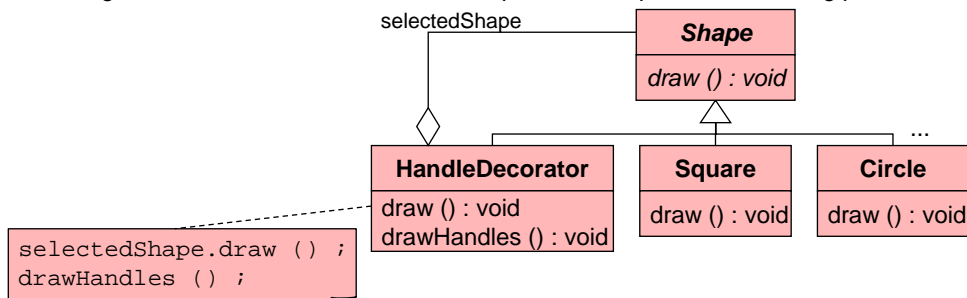 selectedShape
Shape
draw () : void
...
HandleDecorator
draw () : void
drawHandles () : void
Square
draw () : void
Circle
draw () : void
selectedShape.draw () ;
drawHandles () ;